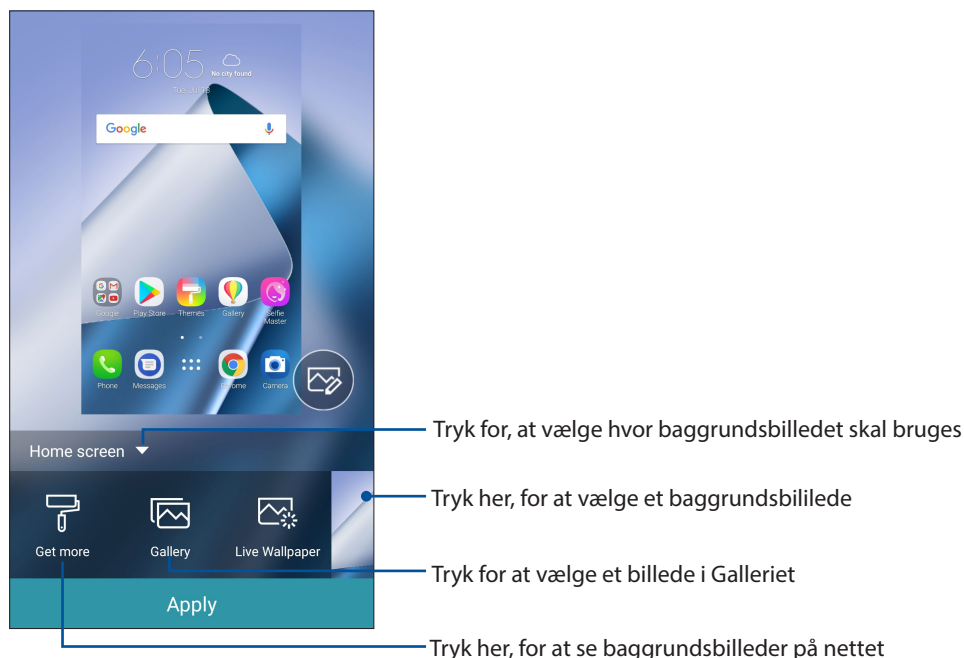 6:05
No city found
Tue, Jul 18
Google
Google Play Store Themes Gallery Selfie Master
Phone Messages Chrome Camera
Home screen
Get more Gallery Live Wallpaper
Apply
Tryk for, at vælge hvor baggrundsbilledet skal bruges
Tryk her, for at vælge et baggrundsbililede
Tryk for at vælge et billede i Galleriet
Tryk her, for at se baggrundsbilleder på nettet